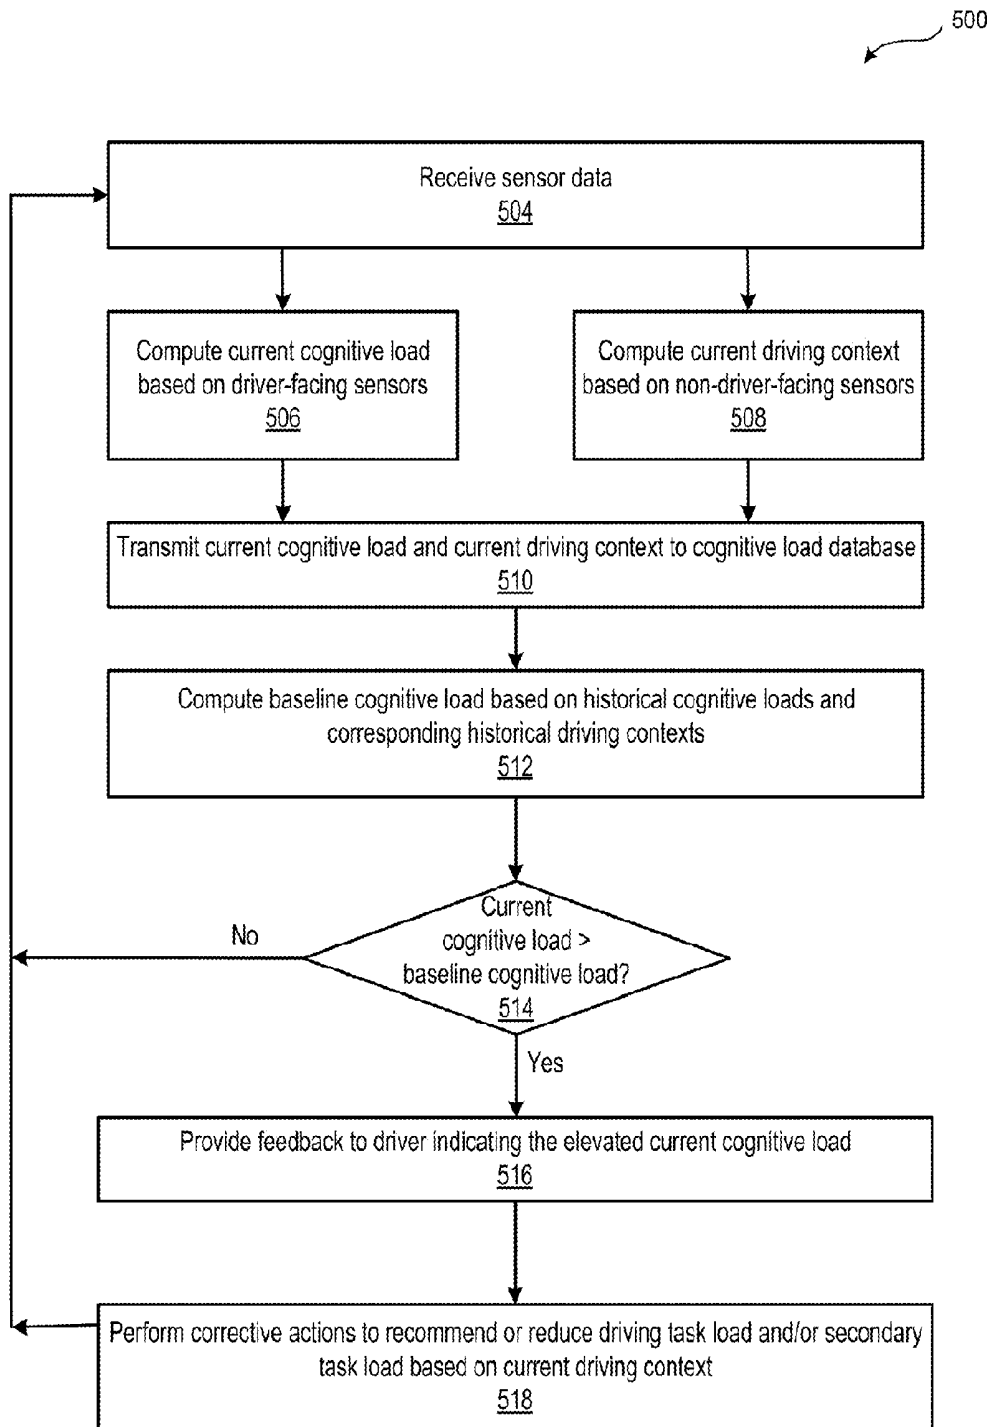 500
Receive sensor data
504
Compute current cognitive load
based on driver-facing sensors
506
Compute current driving context
based on non-driver-facing sensors
508
Transmit current cognitive load and current driving context to cognitive load database
510
Compute baseline cognitive load based on historical cognitive loads and
corresponding historical driving contexts
512
Current
cognitive load >
baseline cognitive load?
514
No
Yes
Provide feedback to driver indicating the elevated current cognitive load
516
Perform corrective actions to recommend or reduce driving task load and/or secondary
task load based on current driving context
518